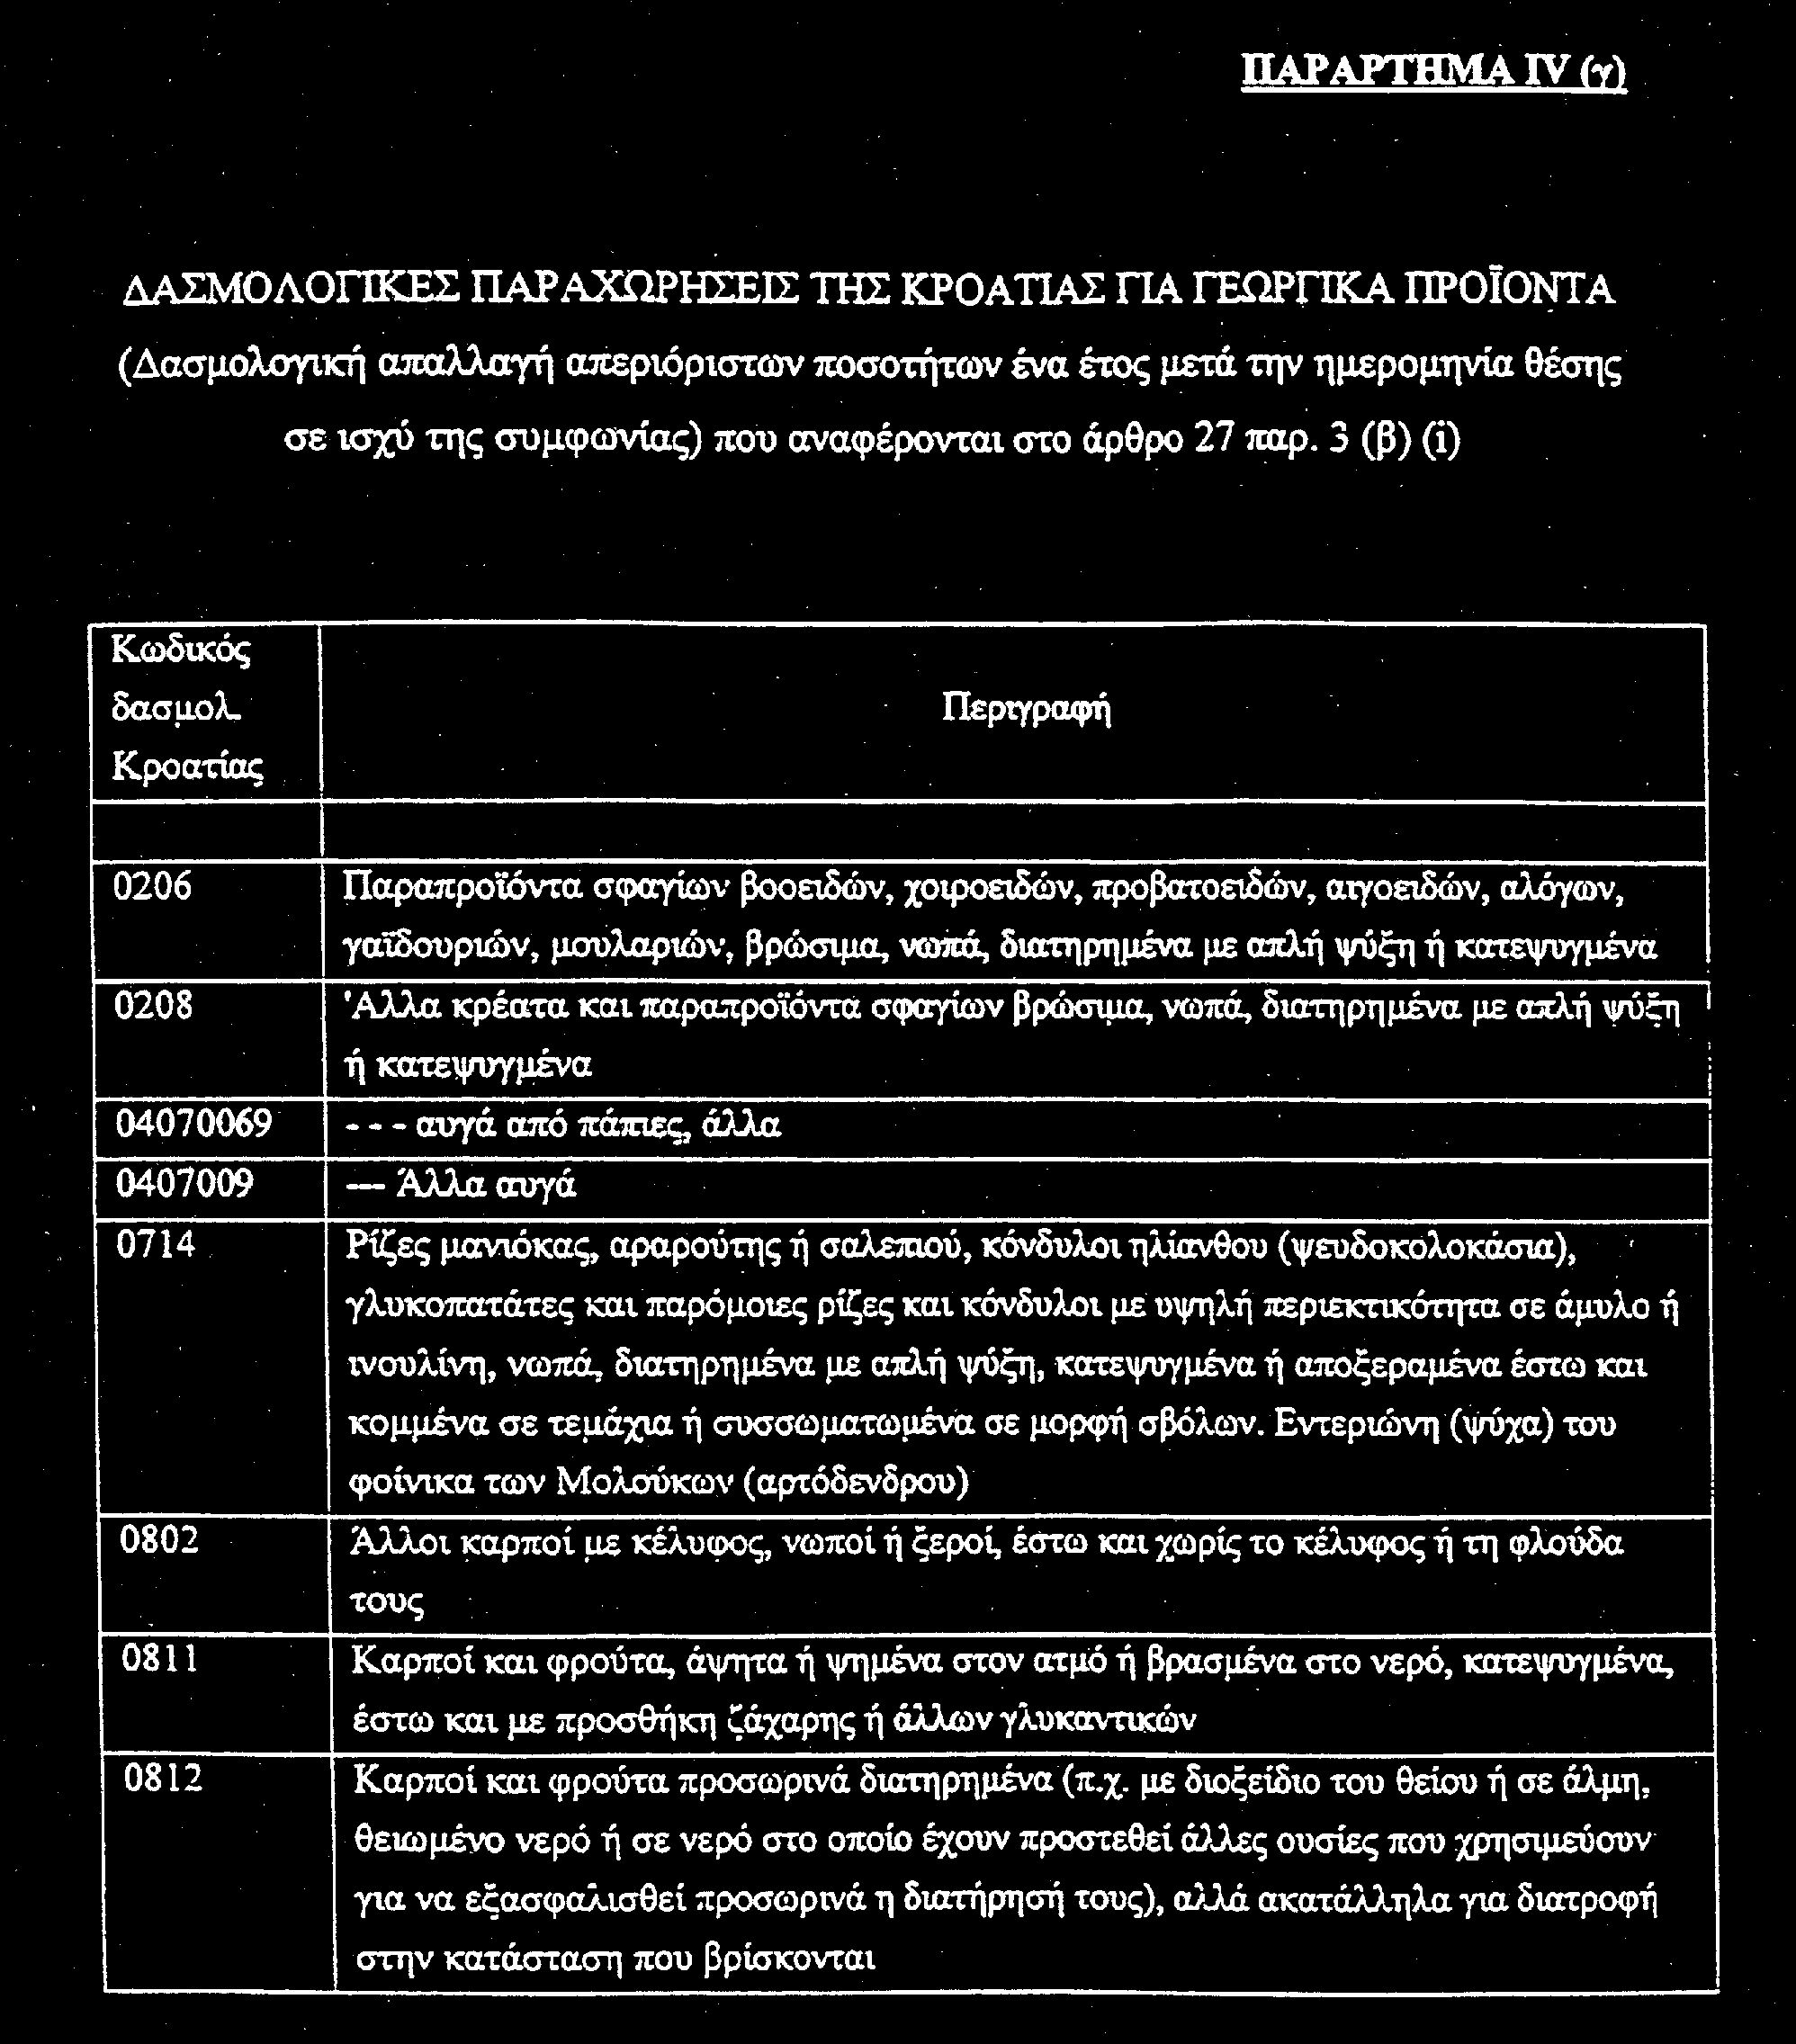 ΠΑΡΑΡΤΗΜΑ IV (γ)
ΔΑΣΜΟΛΟΓΙΚΕΣ ΠΑΡΑΧΩΡΗΣΕΙΣ ΤΗΣ ΚΡΟΑΤΙΑΣ ΓΙΑ ΓΕΩΡΓΙΚΑ ΠΡΟΪΟΝΤΑ
(Δασμολογική απαλλαγή απεριόριστων ποσοτήτων ένα έτος μετά την ημερομηνία θέσης
σε ισχύ της συμφωνίας) που αναφέρονται στο άρθρο 27 παρ. 3 (β) (i)
Κωδικός
δασμολ.
Κροατίας
Περιγραφή
0206 Παραπροϊόντα σφαγίων βοοειδών, χοιροειδών, προβατοειδών, αιγοειδών, αλόγων,
γαϊδουριών, μουλαριών, βρώσιμα, νωπά, διατηρημένα με απλή ψύξη ή κατεψυγμένα
0208 'Αλλα κρέατα και παραπροϊόντα σφαγίων βρώσιμα, νωπά, διατηρημένα με απλή ψύξη
ή κατεψυγμένα
04070069 - - - αυγά από πάπιες, άλλα
0407009 --- Άλλα αυγά
0714 Ρίζες μανιόκας, αραρούτης ή σαλεπιού, κόνδυλοι ηλίανθου (ψευδοκολοκάσια),
γλυκοπατάτες και παρόμοιες ρίζες και κόνδυλοι με υψηλή περιεκτικότητα σε άμυλο ή
ινουλίνη, νωπά, διατηρημένα με απλή ψύξη, κατεψυγμένα ή αποξεραμένα έστω και
κομμένα σε τεμάχια ή συσσωματωμένα σε μορφή σβόλων. Εντεριώνη (ψύχα) του
φοίνικα των Μολούκων (αρτόδενδρου)
0802 Άλλοι καρποί με κέλυφος, νωποί ή ξεροί, έστω και χωρίς το κέλυφος ή τη φλούδα
τους
0811 Καρποί και φρούτα, άψητα ή ψημένα στον ατμό ή βρασμένα στο νερό, κατεψυγμένα,
έστω και με προσθήκη ζάχαρης ή άλλων γλυκαντικών
0812 Καρποί και φρούτα προσωρινά διατηρημένα (π.χ. με διοξείδιο του θείου ή σε άλμη,
θειωμένο νερό ή σε νερό στο οποίο έχουν προστεθεί άλλες ουσίες που χρησιμεύουν
για να εξασφαλισθεί προσωρινά η διατήρησή τους), αλλά ακατάλληλα για διατροφή
στην κατάσταση που βρίσκονται